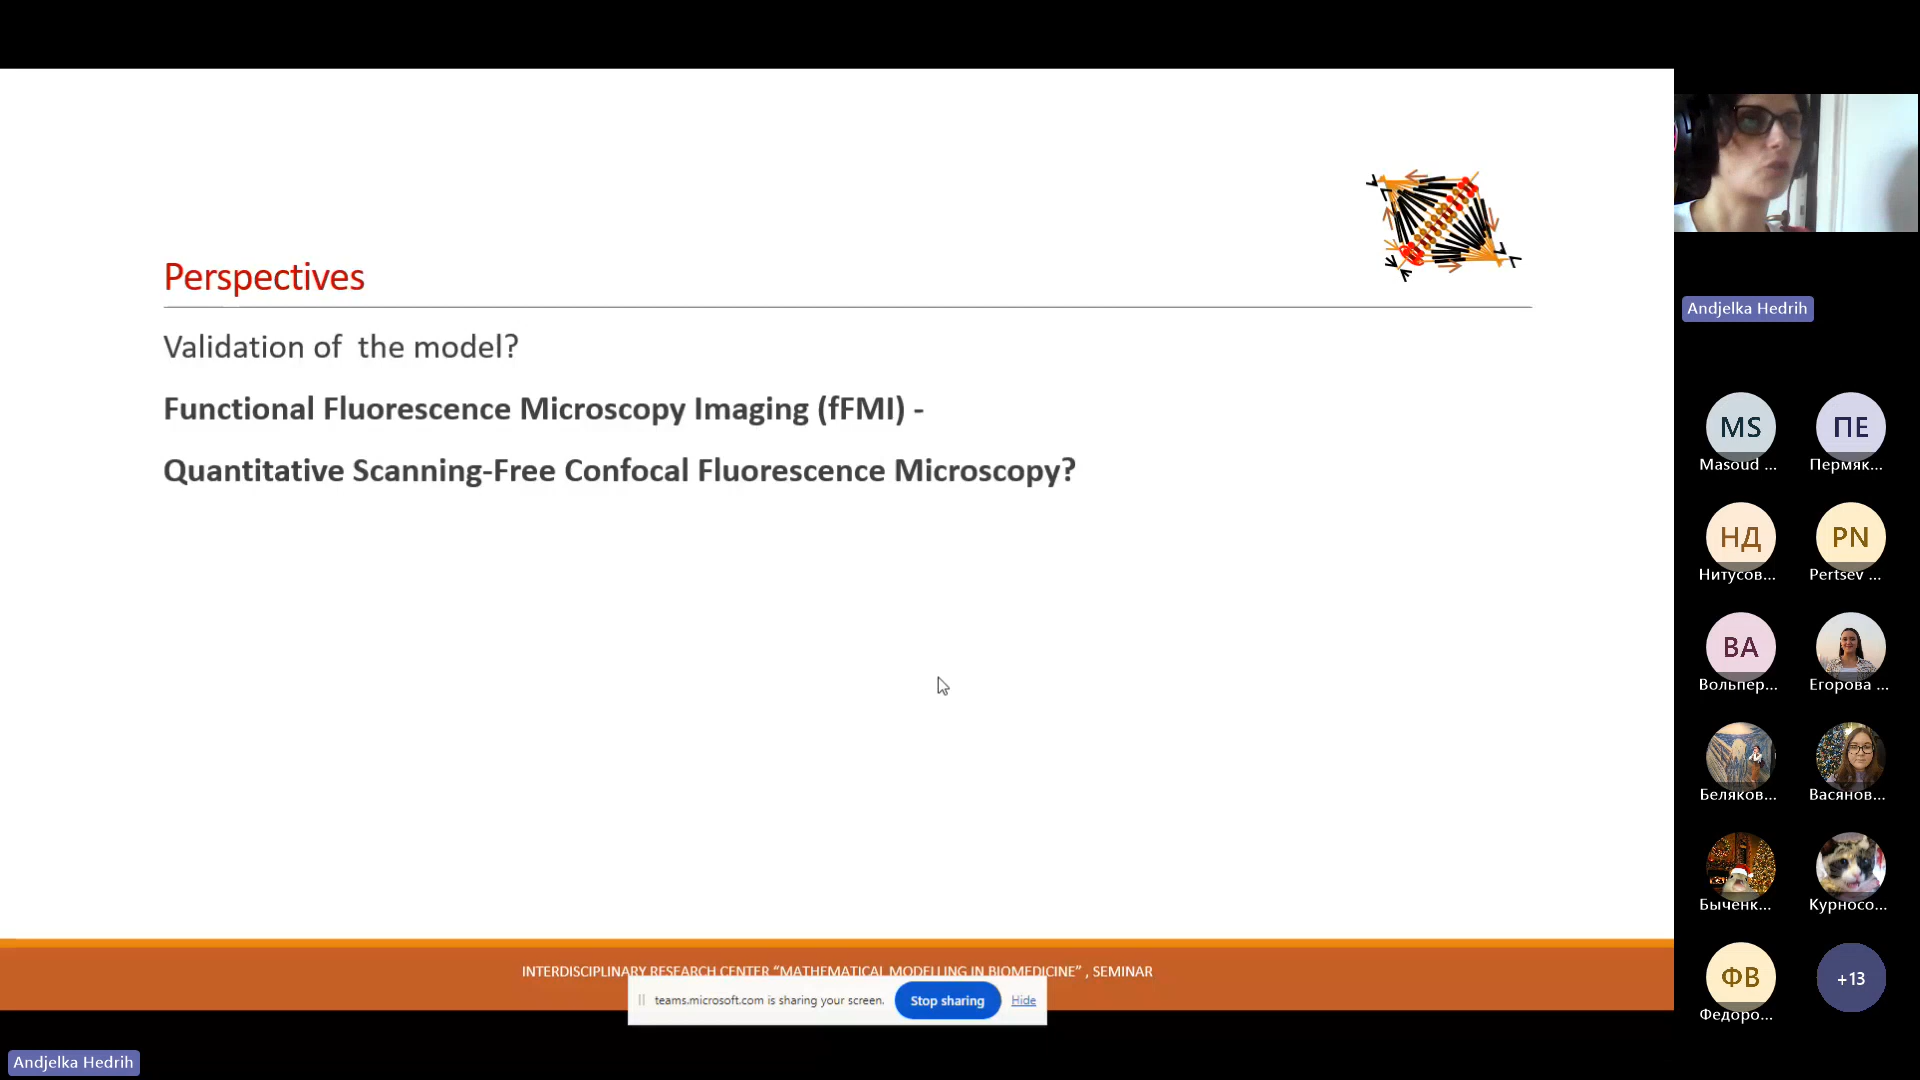 Perspectives
Validation of the model?
Functional Fluorescence Microscopy Imaging (fFMI) -
Quantitative Scanning-Free Confocal Fluorescence Microscopy?
INTERDISCIPLINARY RESEARCH CENTER “MATHEMATICAL MODELLING IN BIOMEDICINE” , SEMINAR
teams.microsoft.com is sharing your screen.
Stop sharing
Hide
Andjelka Hedrih
Andjelka Hedrih
MS
Masoud ...
ПЕ
Пермяк...
НД
Нитусов...
PN
Pertsev ...
ВА
Вольпер...
Егорова ...
Беляков...
Васянов...
Быченк...
Курносо...
ФВ
Федоро...
+13